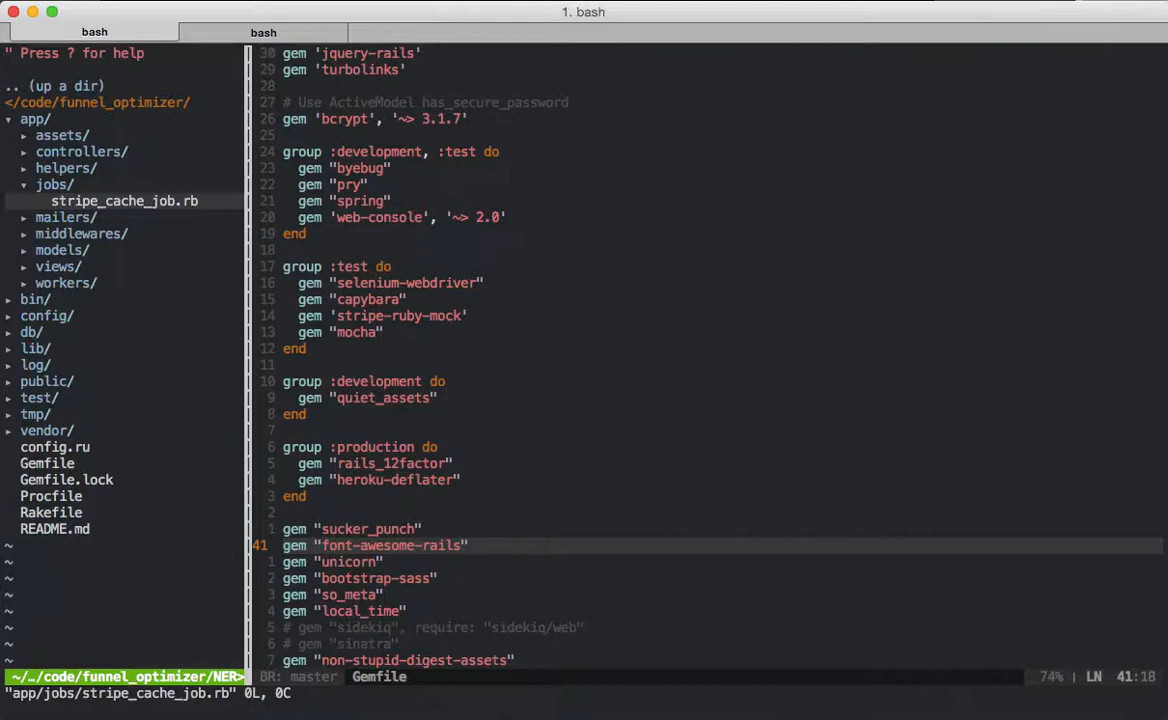 1. bash
bash
bash
" Press ? for help
.. (up a dir)
</code/funnel_optimizer/
▾ app/
▸ assets/
▸ controllers/
▸ helpers/
▾ jobs/
stripe_cache_job.rb
▸ mailers/
▸ middlewares/
▸ models/
▸ views/
▸ workers/
▸ bin/
▸ config/
▸ db/
▸ lib/
▸ log/
▸ public/
▸ test/
▸ tmp/
▸ vendor/
config.ru
Gemfile
Gemfile.lock
Procfile
Rakefile
README.md
~
~
~
~
~
~
~
~
30 gem 'jquery-rails'
29 gem 'turbolinks'
28
27 # Use ActiveModel has_secure_password
26 gem 'bcrypt', '~> 3.1.7'
25
24 group :development, :test do
23 gem "byebug"
22 gem "pry"
21 gem "spring"
20 gem 'web-console', '~> 2.0'
19 end
18
17 group :test do
16 gem "selenium-webdriver"
15 gem "capybara"
14 gem 'stripe-ruby-mock'
13 gem "mocha"
12 end
11
10 group :development do
9 gem "quiet_assets"
8 end
7
6 group :production do
5 gem "rails_12factor"
4 gem "heroku-deflater"
3 end
2
1 gem "sucker_punch"
41 gem "font-awesome-rails"
1 gem "unicorn"
2 gem "bootstrap-sass"
3 gem "so_meta"
4 gem "local_time"
5 # gem "sidekiq", require: "sidekiq/web"
6 # gem "sinatra"
7 gem "non-stupid-digest-assets"
~/…/code/funnel_optimizer/NER>
BR: master Gemfile 74% | LN 41:18
"app/jobs/stripe_cache_job.rb" 0L, 0C